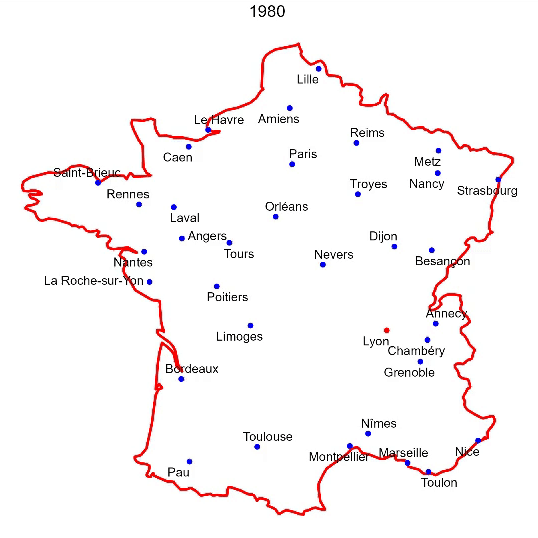 1980
Lille
Le Havre
Amiens
Reims
Caen
Paris
Metz
Saint-Brieuc
Nancy
Troyes
Strasbourg
Rennes
Laval
Orléans
Angers
Dijon
Tours
Nevers
Nantes
Besançon
La Roche-sur-Yon
Poitiers
Annecy
Limoges
Lyon
Chambéry
Bordeaux
Grenoble
Nîmes
Toulouse
Montpellier
Marseille
Nice
Pau
Toulon